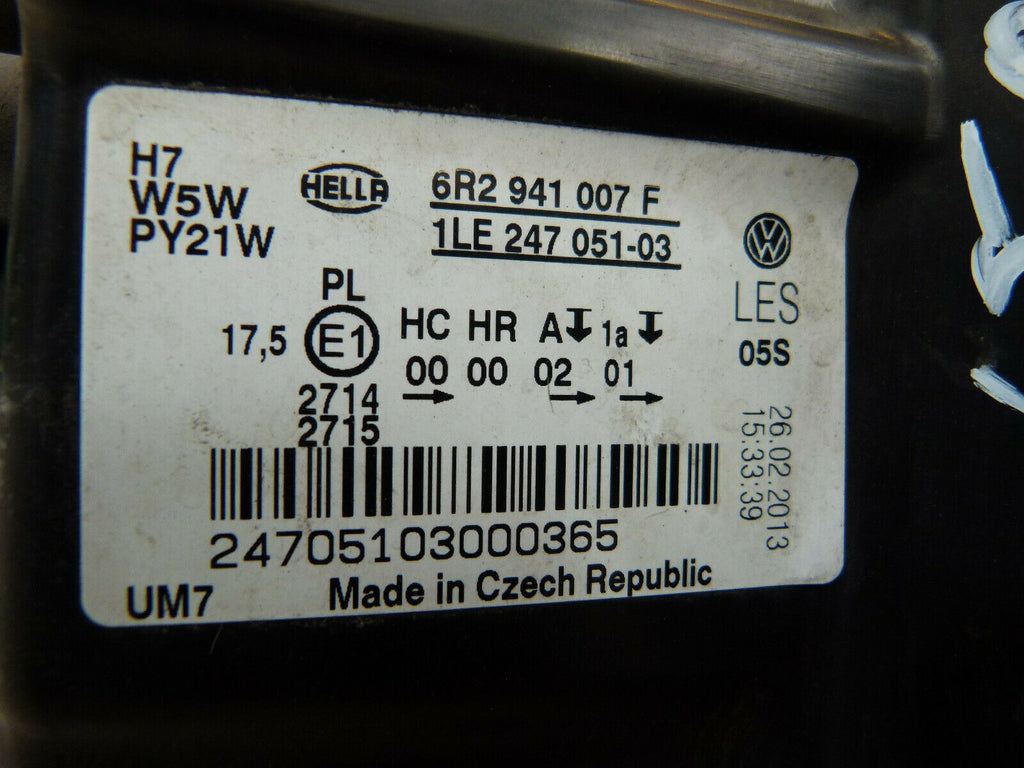 H7
W5W
PY21W
HELLA
6R2 941 007 F
1LE 247 051-03
VW
LES
05S
PL
17,5 E1
2714
2715
HC HR A 1a
00 00 02 01
26.02.2013
15:33:39
24705103000365
UM7
Made in Czech Republic